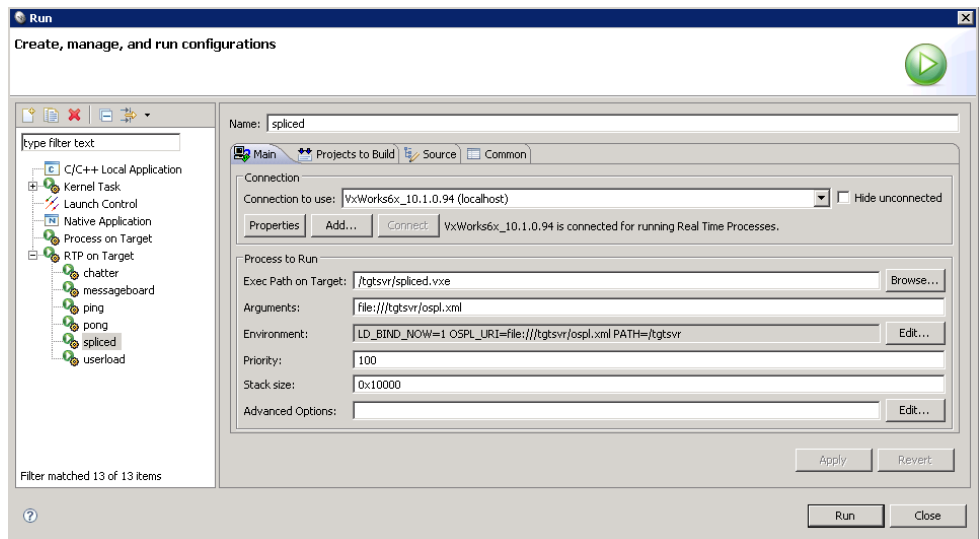 Run
Create, manage, and run configurations
type filter text
C/C++ Local Application
Kernel Task
Launch Control
Native Application
Process on Target
RTP on Target
chatter
messageboard
ping
pong
spliced
userload
Filter matched 13 of 13 items
Name: spliced
Main Projects to Build Source Common
Connection
Connection to use: VxWorks6x_10.1.0.94 (localhost) Hide unconnected
Properties Add... Connect VxWorks6x_10.1.0.94 is connected for running Real Time Processes.
Process to Run
Exec Path on Target: /tgtsvr/spliced.vxe Browse...
Arguments: file:///tgtsvr/ospl.xml
Environment: LD_BIND_NOW=1 OSPL_URI=file:///tgtsvr/ospl.xml PATH=/tgtsvr Edit...
Priority: 100
Stack size: 0x10000
Advanced Options: Edit...
Apply Revert
Run Close